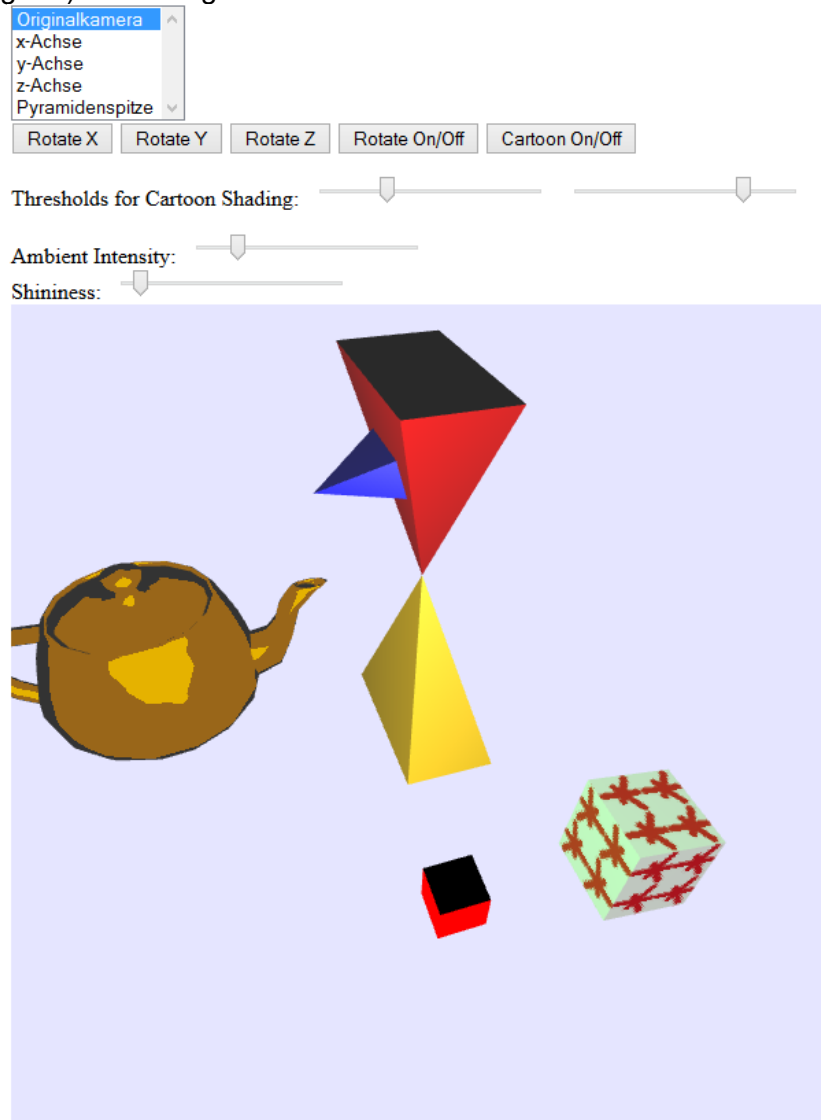 Originalkamera
x-Achse
y-Achse
z-Achse
Pyramidenspitze
Rotate X Rotate Y Rotate Z Rotate On/Off Cartoon On/Off
Thresholds for Cartoon Shading:
Ambient Intensity:
Shininess: